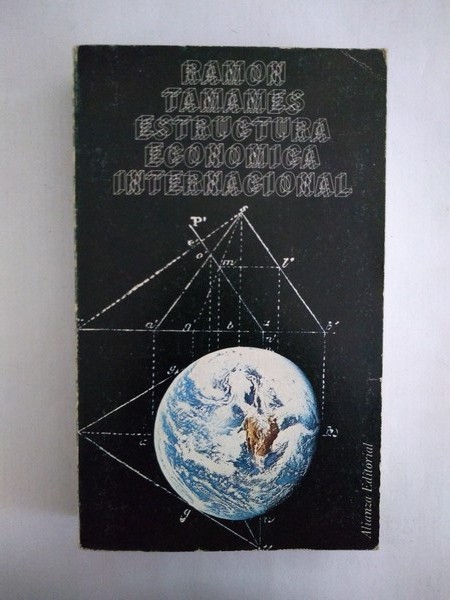 RAMON
TAMAMES
ESTRUCTURA
ECONOMICA
INTERNACIONAL
P'
s
e
o
m
l'
a
g
b
b'
g
c
g
Alianza Editorial